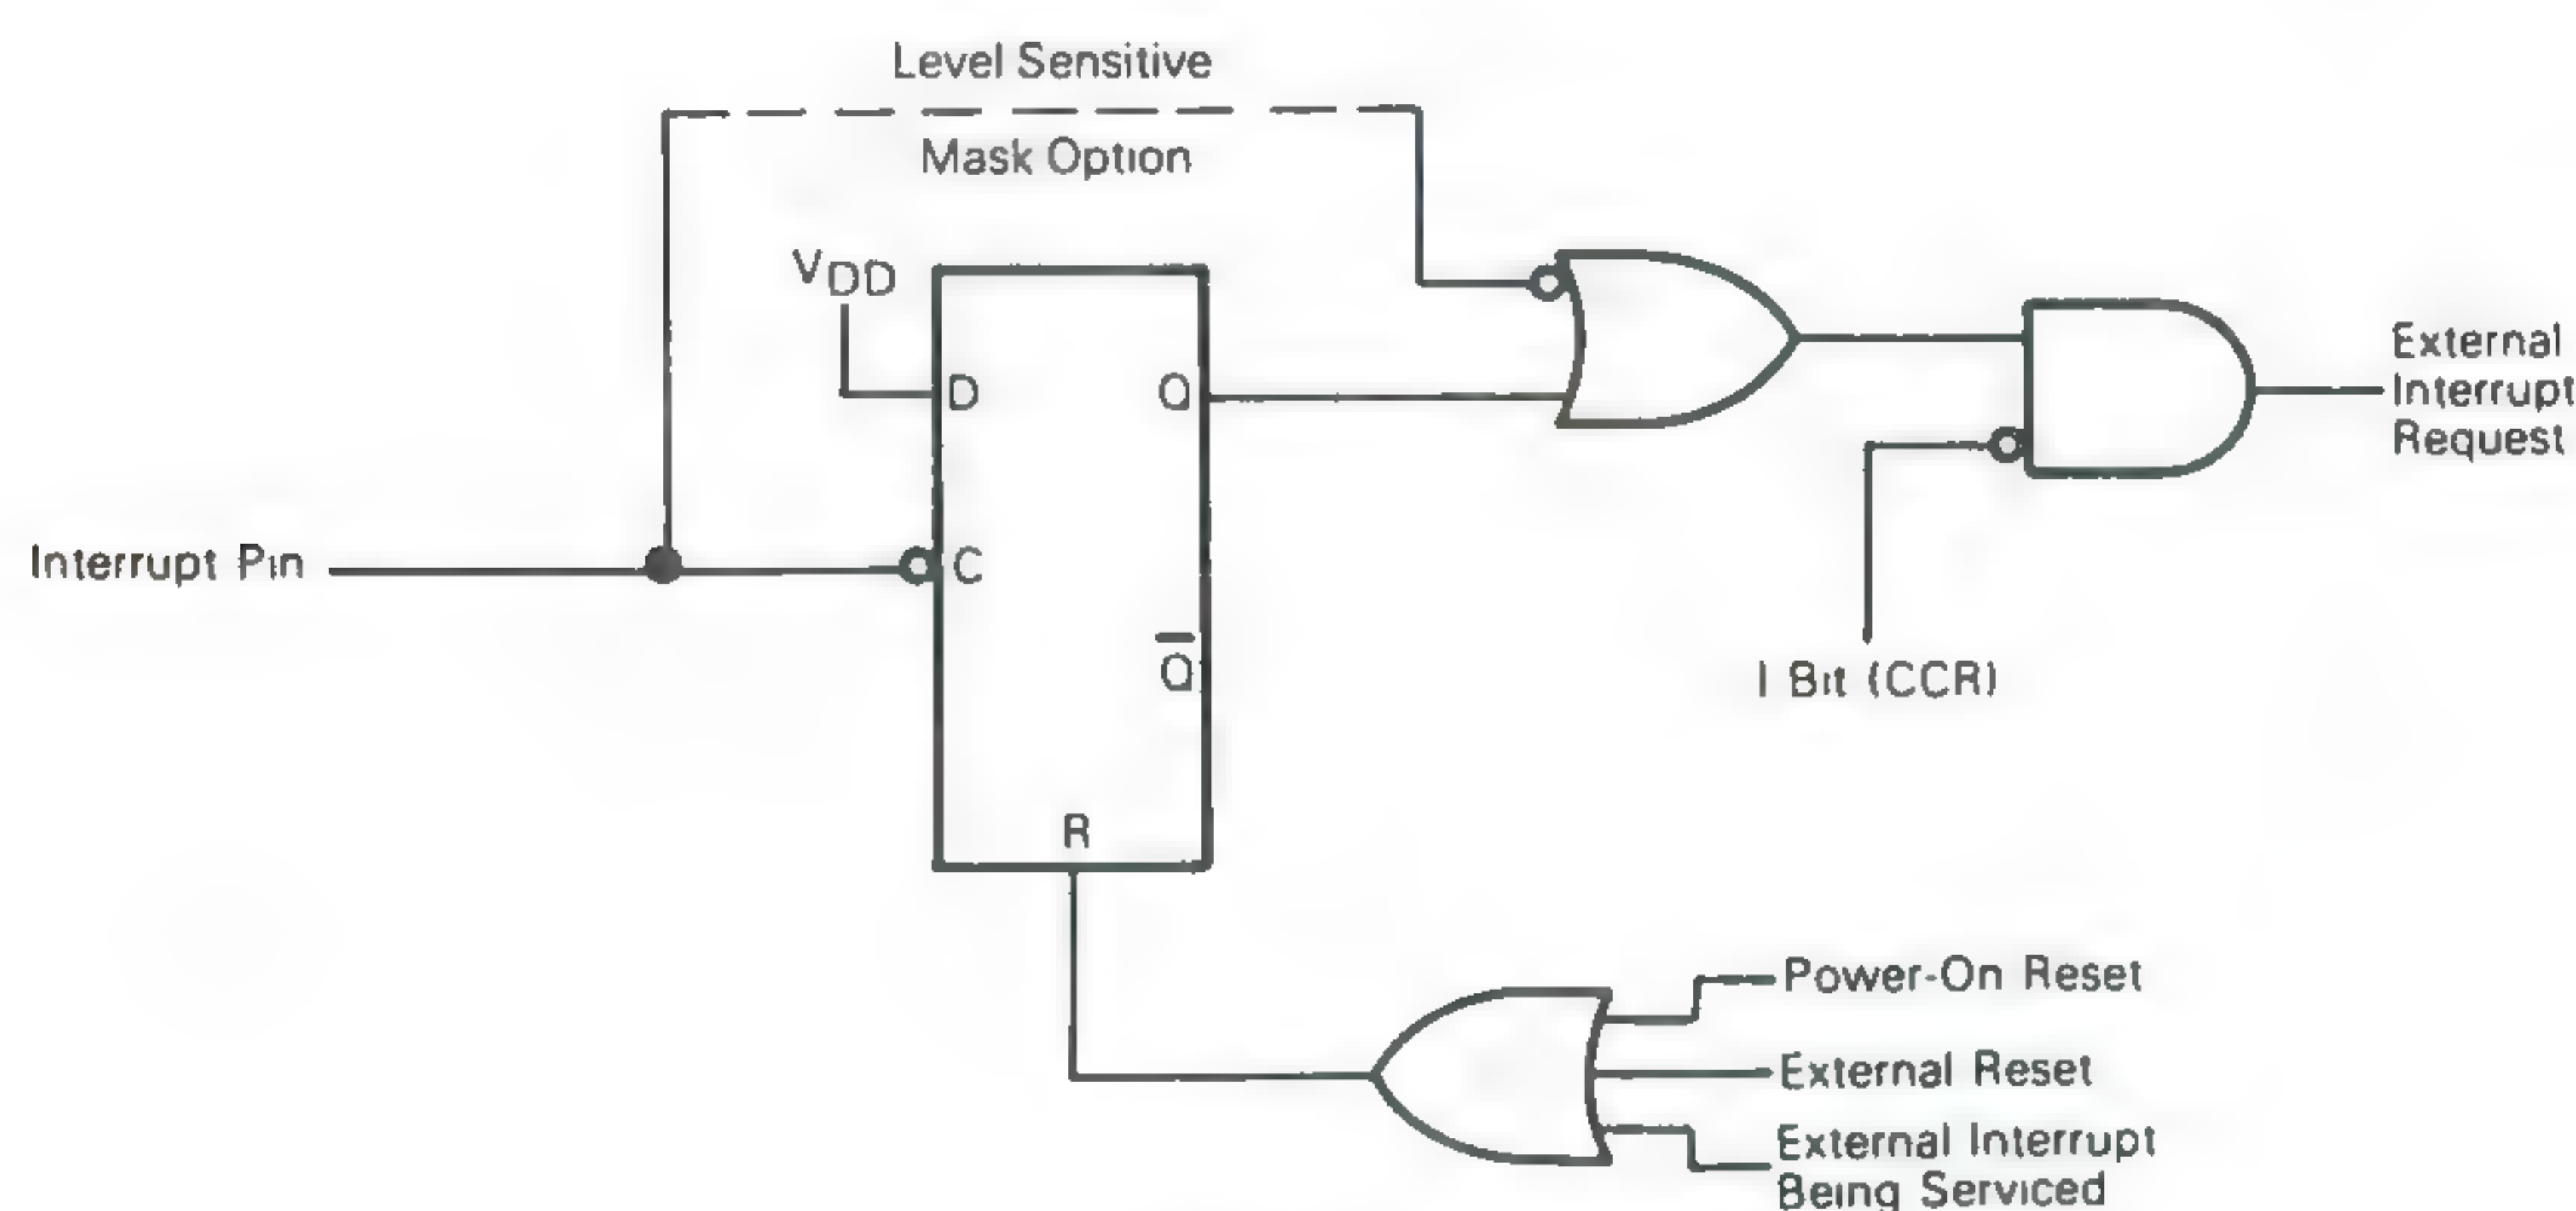 Level Sensitive
Mask Option
VDD
D
Q
External
Interrupt
Request
Interrupt Pin
C
Q̅
I Bit (CCR)
R
Power-On Reset
External Reset
External Interrupt
Being Serviced